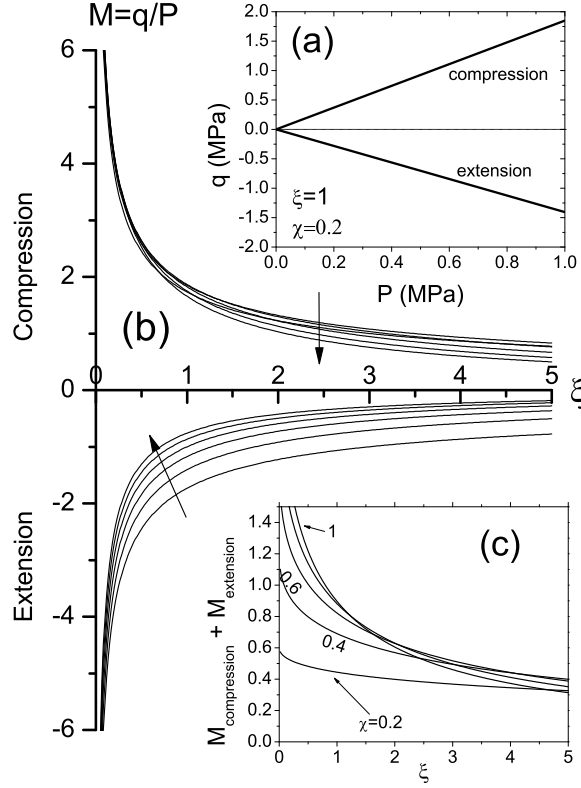 M=q/P
6
4
2
0
-2
-4
-6
Compression
Extension
(b)
0 1 2 3 4 5
ξ
(a)
2.0
1.5
1.0
0.5
0.0
-0.5
-1.0
-1.5
-2.0
q (MPa)
compression
extension
ξ=1
χ=0.2
0.0 0.2 0.4 0.6 0.8 1.0
P (MPa)
(c)
1.4
1.2
1.0
0.8
0.6
0.4
0.2
0.0
M compression + M extension
1
0.6
0.4
χ=0.2
0 1 2 3 4 5
ξ